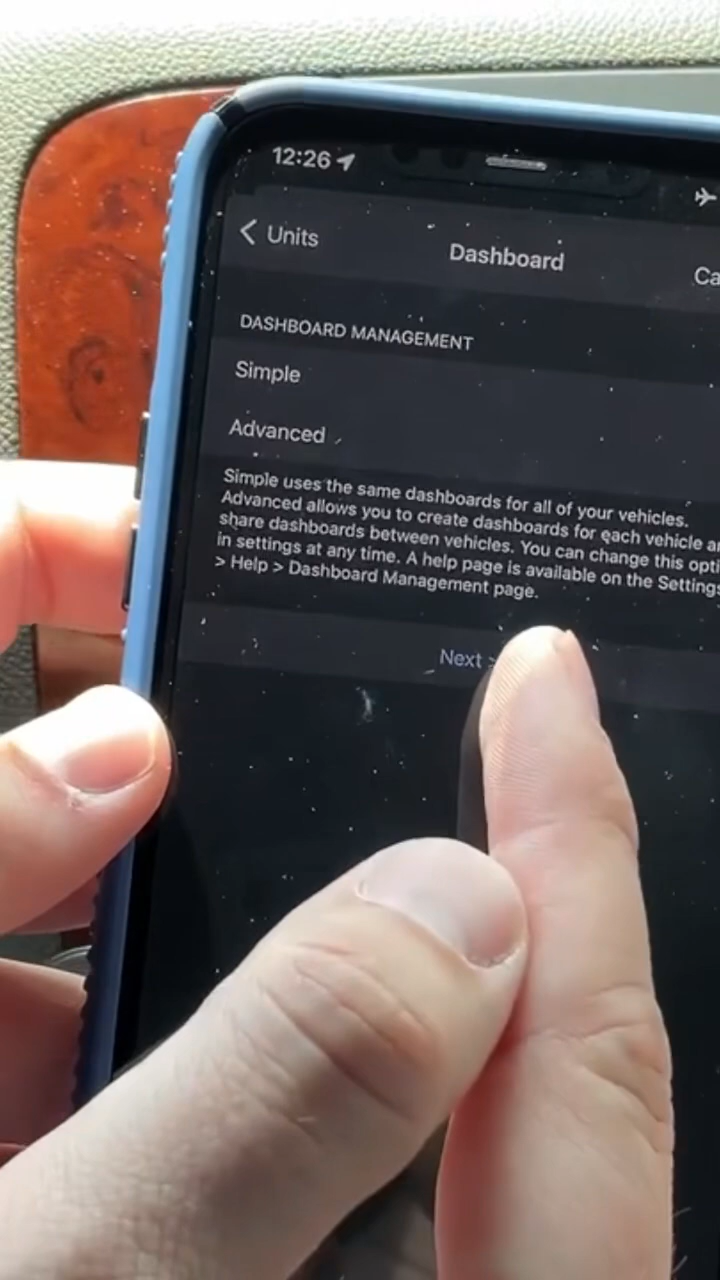 12:26
Units
Dashboard
Ca
DASHBOARD MANAGEMENT
Simple
Advanced
Simple uses the same dashboards for all of your vehicles.
Advanced allows you to create dashboards for each vehicle
share dashboards between vehicles. You can change this
in settings at any time. A help page is available on the Settings
> Help > Dashboard Management page.
Next >